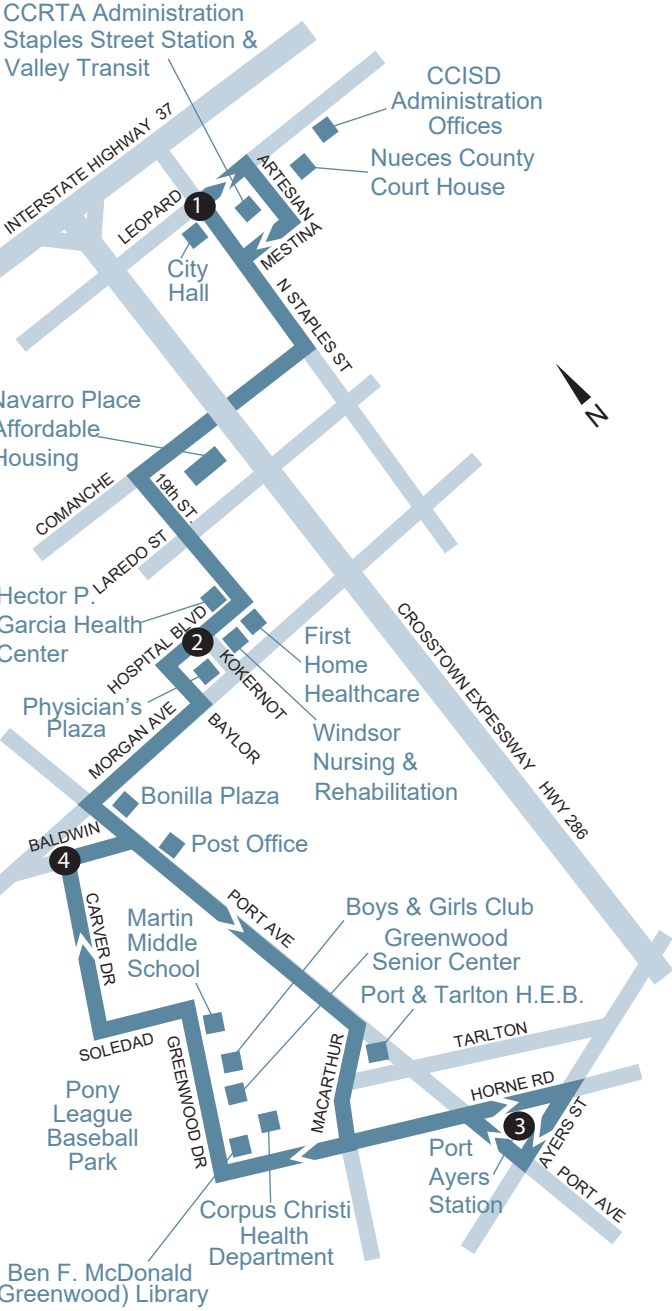 CCRTA Administration
Staples Street Station &
Valley Transit
CCISD
Administration
Offices
INTERSTATE HIGHWAY 37
Nueces County
Court House
ARTESIAN
LEOPARD
1
MESTINA
City
Hall
N STAPLES ST
N
Navarro Place
Affordable
Housing
COMANCHE
19th ST.
LAREDO ST
Hector P.
Garcia Health
Center
HOSPITAL BLVD
2
KOKERNOT
First
Home
Healthcare
CROSSTOWN EXPRESSWAY HWY 286
Physician's
Plaza
BAYLOR
Windsor
Nursing &
Rehabilitation
MORGAN AVE
Bonilla Plaza
BALDWIN
Post Office
4
CARVER DR
PORT AVE
Martin
Middle
School
Boys & Girls Club
Greenwood
Senior Center
Port & Tarlton H.E.B.
SOLEDAD
GREENWOOD DR
MACARTHUR
TARLTON
HORNE RD
Pony
League
Baseball
Park
3
AYERS ST
Port
Ayers
Station
PORT AVE
Corpus Christi
Health
Department
Ben F. McDonald
(Greenwood) Library